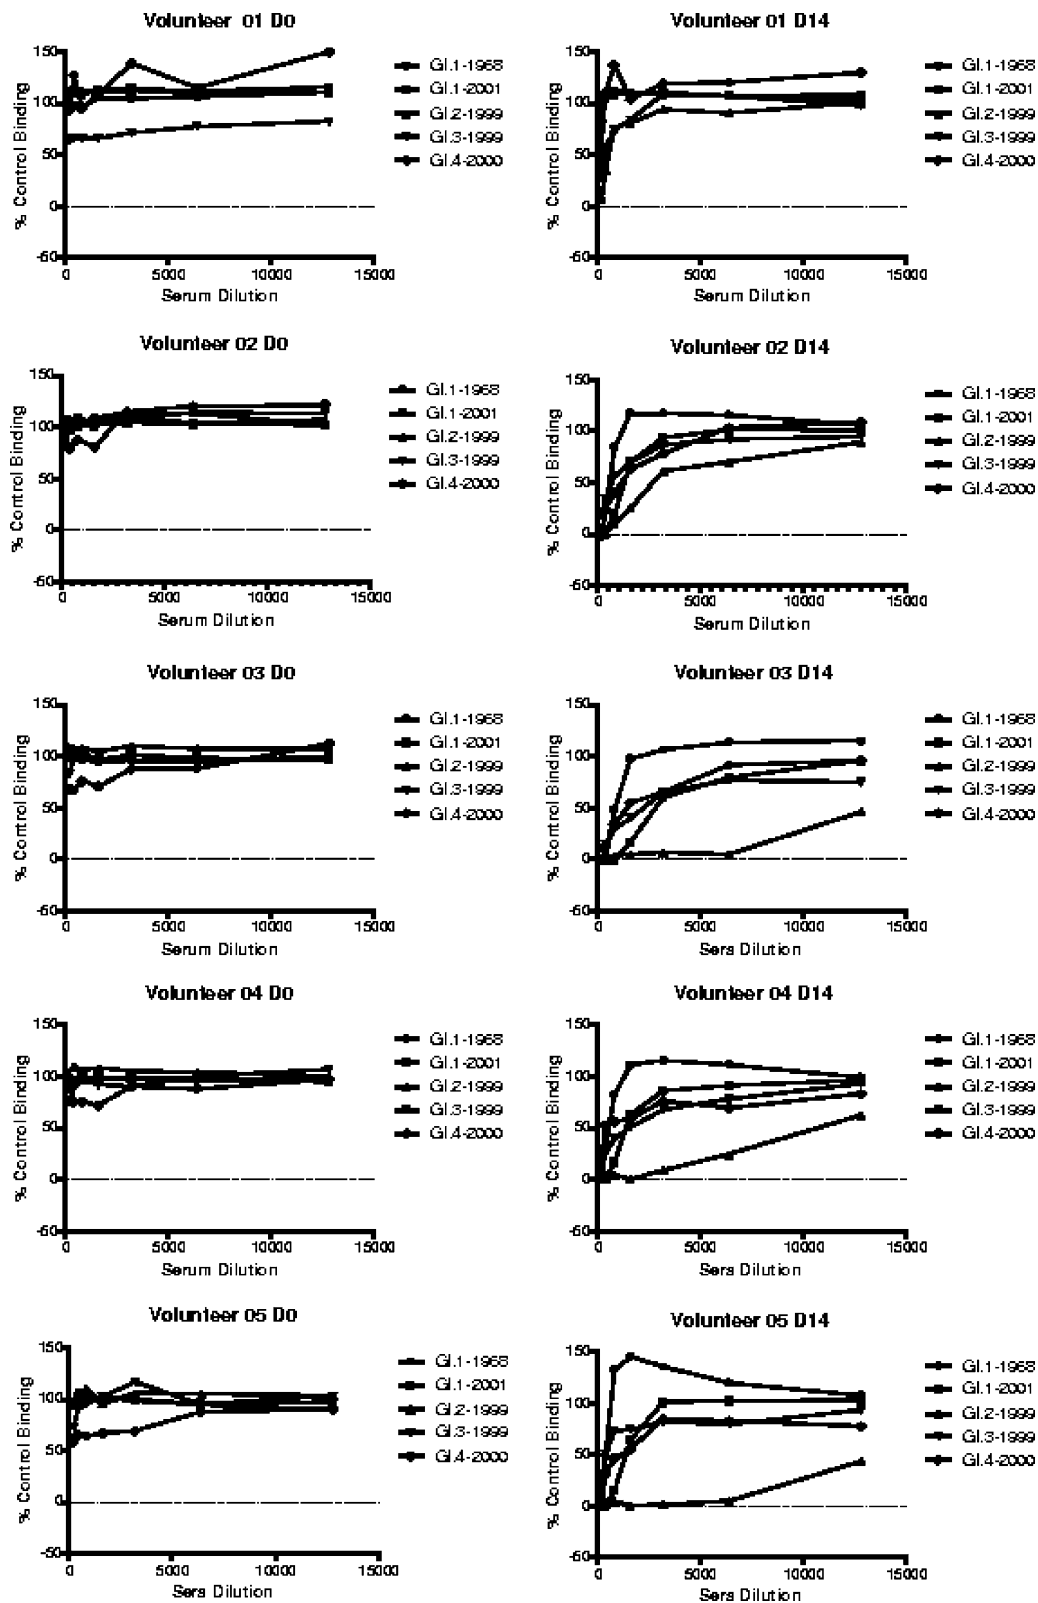 Volunteer 01 D0
150
100
50
0
-50
% Control Binding
0 5000 10000 15000
Serum Dilution
GI.1-1968
GI.1-2001
GI.2-1999
GI.3-1999
GI.4-2000
Volunteer 01 D14
150
100
50
0
-50
% Control Binding
0 5000 10000 15000
Serum Dilution
GI.1-1968
GI.1-2001
GI.2-1999
GI.3-1999
GI.4-2000
Volunteer 02 D0
150
100
50
0
-50
% Control Binding
0 5000 10000 15000
Serum Dilution
GI.1-1968
GI.1-2001
GI.2-1999
GI.3-1999
GI.4-2000
Volunteer 02 D14
150
100
50
0
-50
% Control Binding
0 5000 10000 15000
Serum Dilution
GI.1-1968
GI.1-2001
GI.2-1999
GI.3-1999
GI.4-2000
Volunteer 03 D0
150
100
50
0
-50
% Control Binding
0 5000 10000 15000
Serum Dilution
GI.1-1968
GI.1-2001
GI.2-1999
GI.3-1999
GI.4-2000
Volunteer 03 D14
150
100
50
0
-50
% Control Binding
0 5000 10000 15000
Sers Dilution
GI.1-1968
GI.1-2001
GI.2-1999
GI.3-1999
GI.4-2000
Volunteer 04 D0
150
100
50
0
-50
% Control Binding
0 5000 10000 15000
Serum Dilution
GI.1-1968
GI.1-2001
GI.2-1999
GI.3-1999
GI.4-2000
Volunteer 04 D14
150
100
50
0
-50
% Control Binding
0 5000 10000 15000
Sers Dilution
GI.1-1968
GI.1-2001
GI.2-1999
GI.3-1999
GI.4-2000
Volunteer 05 D0
150
100
50
0
-50
% Control Binding
0 5000 10000 15000
Sers Dilution
GI.1-1968
GI.1-2001
GI.2-1999
GI.3-1999
GI.4-2000
Volunteer 05 D14
150
100
50
0
-50
% Control Binding
0 5000 10000 15000
Sers Dilution
GI.1-1968
GI.1-2001
GI.2-1999
GI.3-1999
GI.4-2000